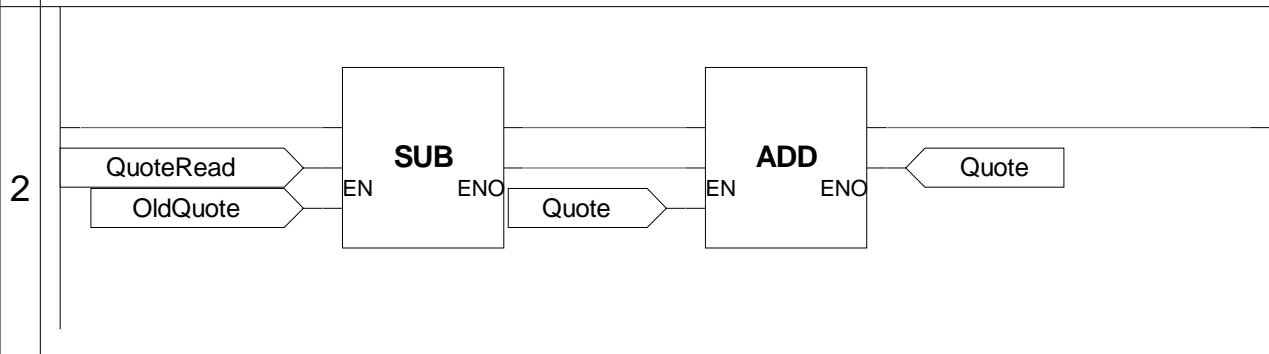 SUB
ADD
QuoteRead
Quote
2
EN
ENO
EN
ENO
OldQuote
Quote